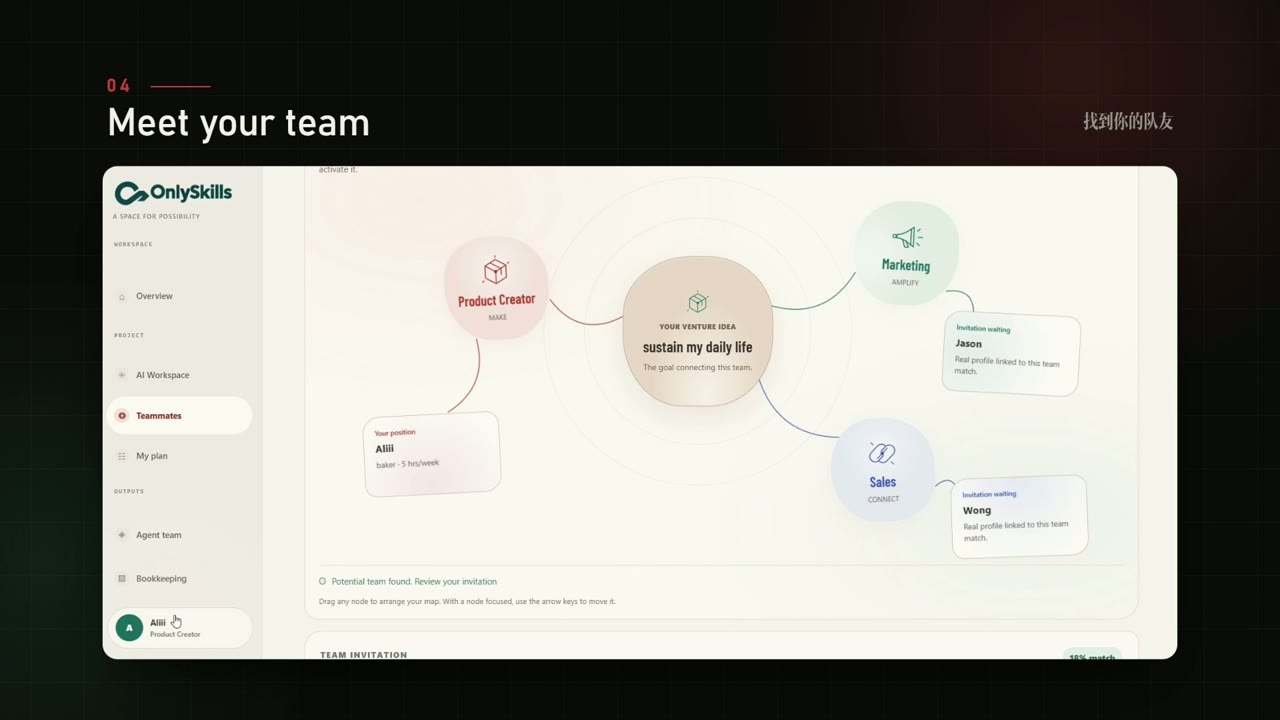 04
Meet your team
找到你的队友
OnlySkills
A SPACE FOR POSSIBILITY
WORKSPACE
Overview
PROJECT
AI Workspace
Teammates
My plan
OUTPUTS
Agent team
Bookkeeping
A
Aliii
Product Creator
activate it.
Product Creator
MAKE
YOUR VENTURE IDEA
sustain my daily life
The goal connecting this team.
Marketing
AMPLIFY
Invitation waiting
Jason
Real profile linked to this team
match.
Your position
Aliii
baker · 5 hrs/week
Sales
CONNECT
Invitation waiting
Wong
Real profile linked to this team
match.
Potential team found. Review your invitation
Drag any node to arrange your map. With a node focused, use the arrow keys to move it.
TEAM INVITATION
18% match